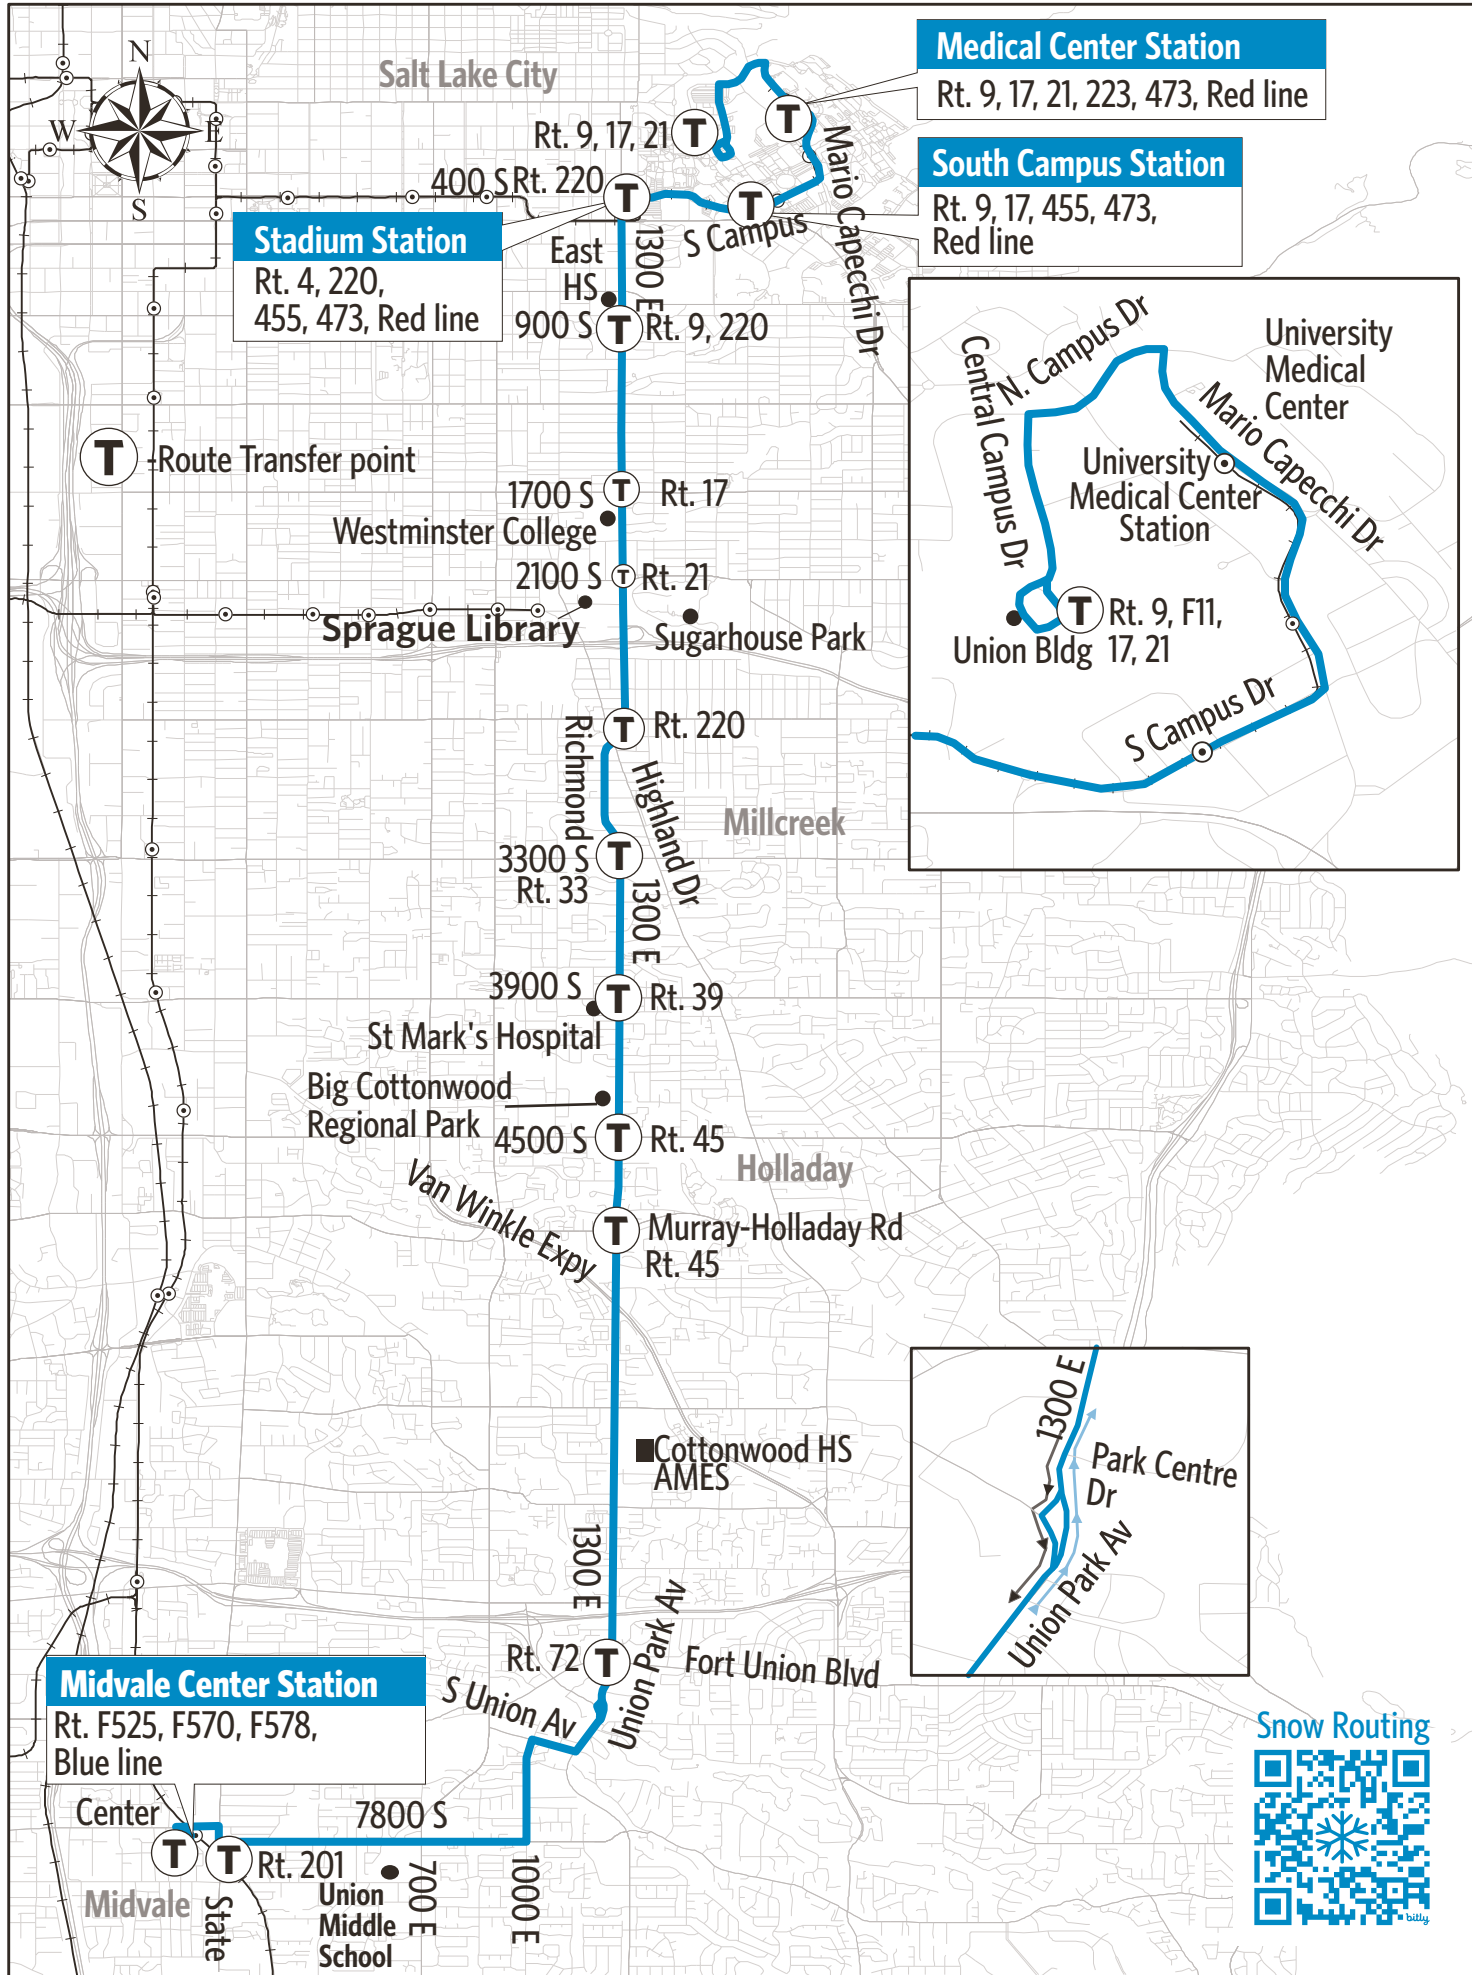 N
W
E
S
Salt Lake City
Medical Center Station
Rt. 9, 17, 21, 223, 473, Red line
Rt. 9, 17, 21
T
T
Mario Capecchi Dr
South Campus Station
Rt. 9, 17, 455, 473,
Red line
400 S
Rt. 220
T
T
S Campus
Stadium Station
Rt. 4, 220,
455, 473, Red line
1300 E
East
HS
900 S
T
Rt. 9, 220
T
-Route Transfer point
1700 S
T
Rt. 17
Westminster College
2100 S
T
Rt. 21
Sprague Library
Sugarhouse Park
Richmond
T
Rt. 220
Highland Dr
Millcreek
3300 S
T
Rt. 33
1300 E
3900 S
T
Rt. 39
St Mark's Hospital
Big Cottonwood
Regional Park
4500 S
T
Rt. 45
Holladay
Van Winkle Expy
T
Murray-Holladay Rd
Rt. 45
Cottonwood HS
AMES
1300 E
Rt. 72
T
Union Park Av
Fort Union Blvd
S Union Av
Midvale Center Station
Rt. F525, F570, F578,
Blue line
Center
7800 S
T
T
Rt. 201
Midvale
State
Union
Middle
School
700 E
1000 E
N. Campus Dr
Central Campus Dr
University
Medical
Center
Mario Capecchi Dr
University
Medical Center
Station
T
Rt. 9, F11,
17, 21
Union Bldg
S Campus Dr
1300 E
Park Centre
Dr
Union Park Av
Snow Routing
bitly